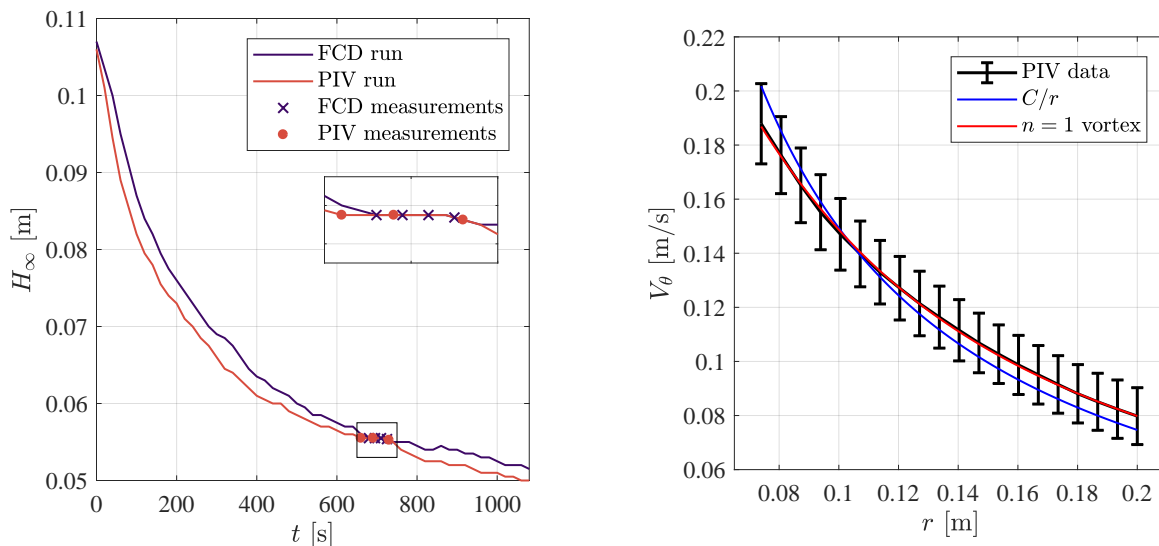 0.11
0.1
0.09
0.08
0.07
0.06
0.05
H∞ [m]
0
200
400
600
800
1000
t [s]
FCD run
PIV run
FCD measurements
PIV measurements
0.22
0.2
0.18
0.16
0.14
0.12
0.1
0.08
0.06
Vθ [m/s]
0.08
0.1
0.12
0.14
0.16
0.18
0.2
r [m]
PIV data
C/r
n = 1 vortex